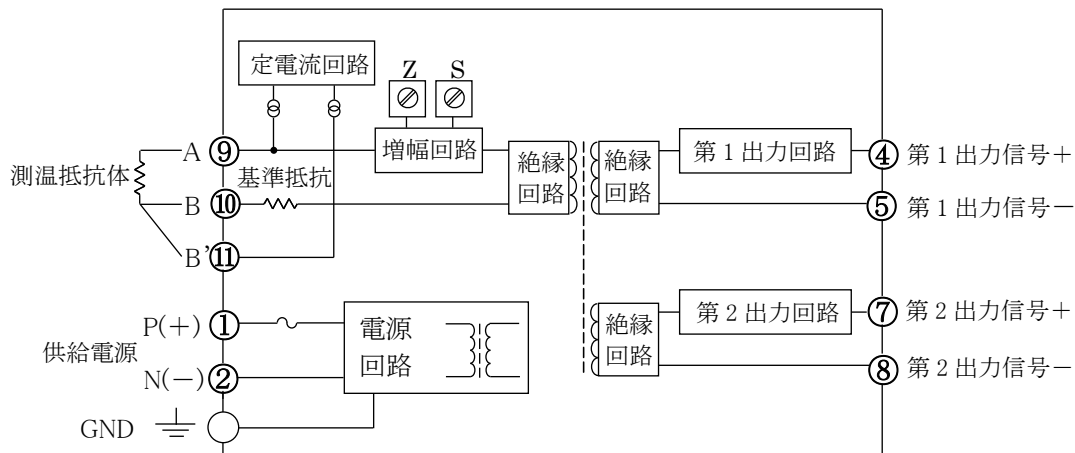 定電流回路
Z
S
増幅回路
測温抵抗体
A
⑨
基準抵抗
B
⑩
B'
⑪
絶縁
回路
絶縁
回路
第1出力回路
④
第1出力信号+
⑤
第1出力信号-
供給電源
P(+)
①
N(-)
②
GND
電源
回路
絶縁
回路
第2出力回路
⑦
第2出力信号+
⑧
第2出力信号-